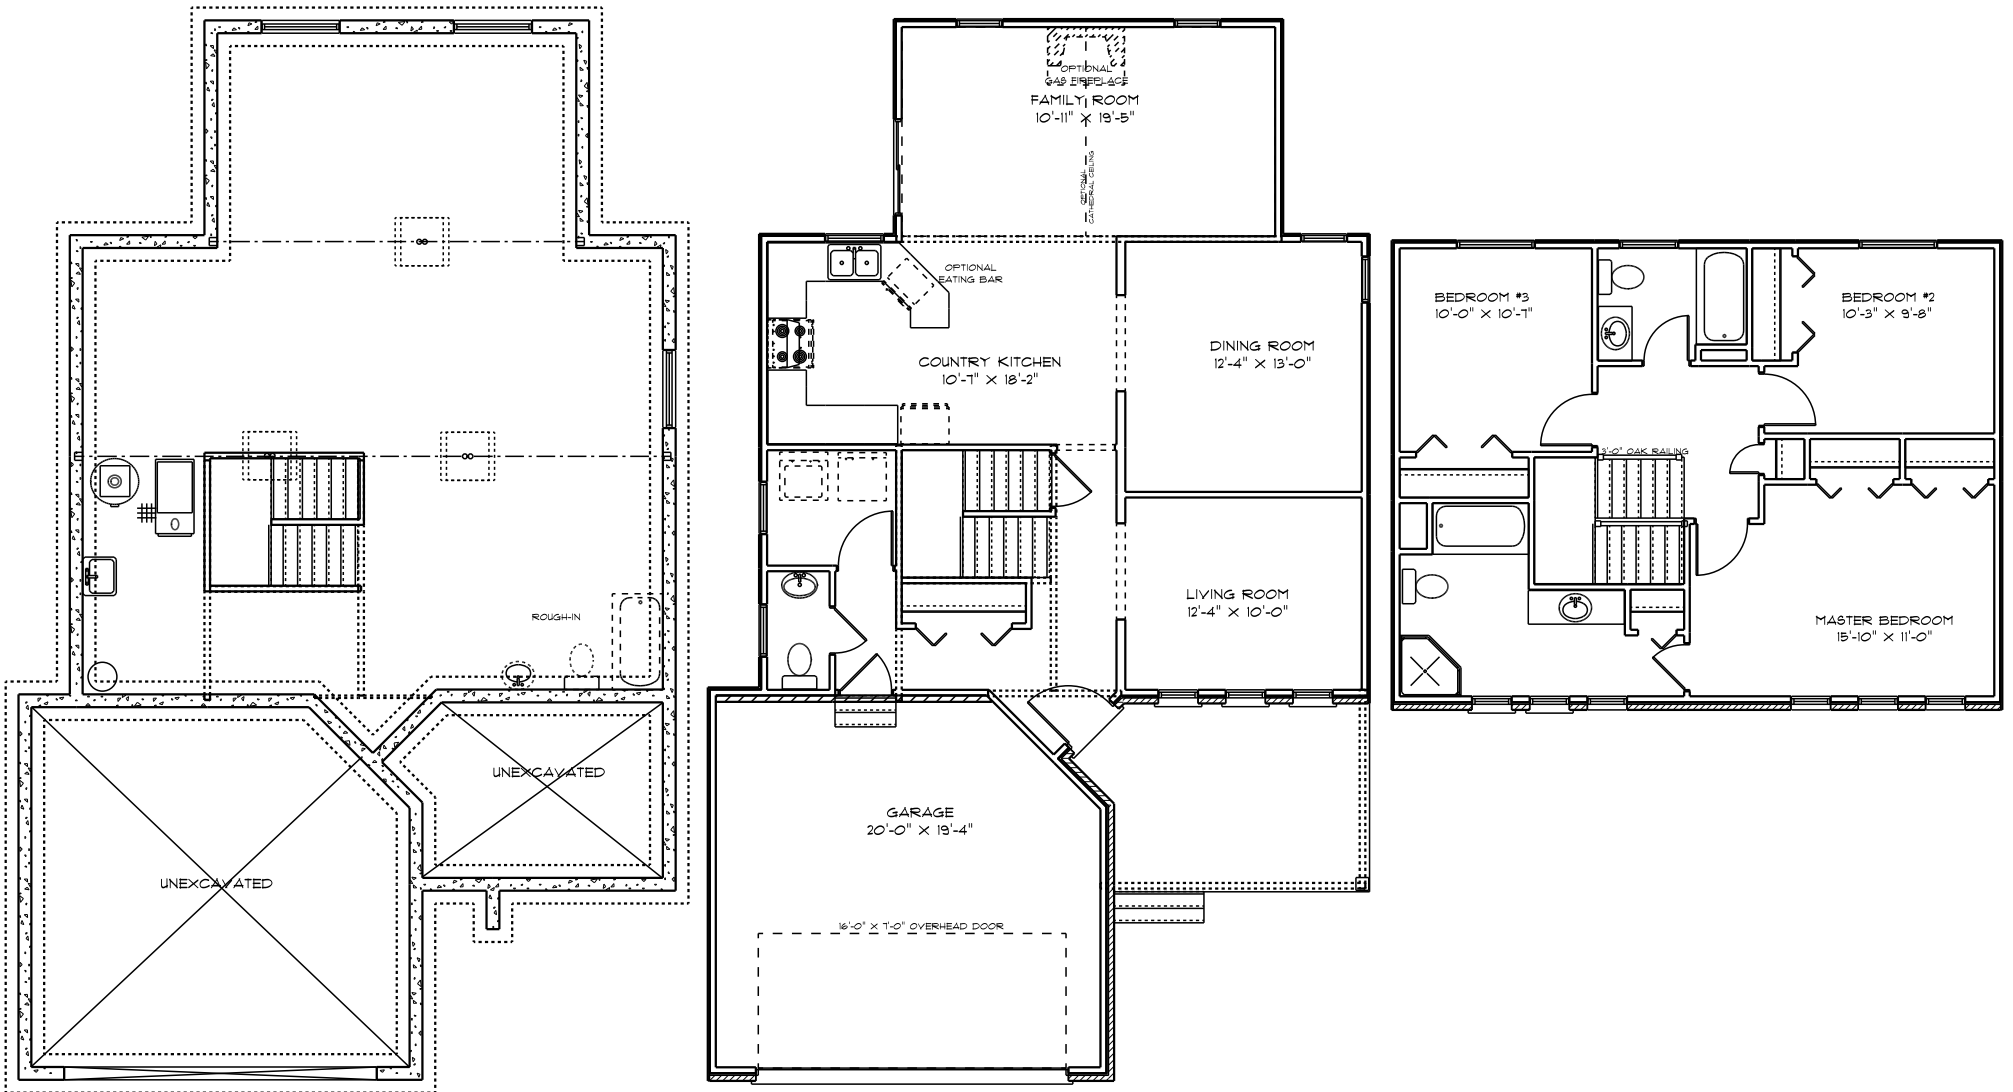 ROUGH-IN
UNEXCAVATED
UNEXCAVATED
OPTIONAL
GAS FIREPLACE
FAMILY ROOM
10'-11" X 19'-5"
OPTIONAL
CATHEDRAL CEILING
OPTIONAL
EATING BAR
COUNTRY KITCHEN
10'-7" X 18'-2"
DINING ROOM
12'-4" X 13'-0"
LIVING ROOM
12'-4" X 10'-0"
GARAGE
20'-0" X 19'-4"
16'-0" X 7'-0" OVERHEAD DOOR
BEDROOM #3
10'-0" X 10'-7"
BEDROOM #2
10'-3" X 9'-8"
3'-0" OAK RAILING
MASTER BEDROOM
15'-10" X 11'-0"